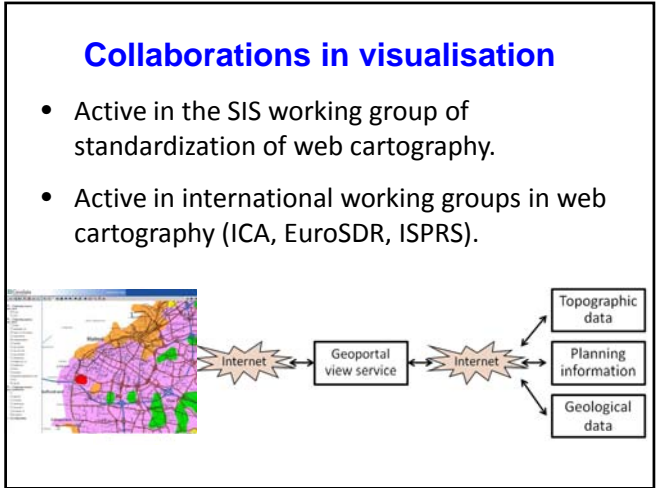 Collaborations in visualisation
• Active in the SIS working group of
standardization of web cartography.
• Active in international working groups in web
cartography (ICA, EuroSDR, ISPRS).
Internet
Geoportal
view service
Internet
Topographic
data
Planning
information
Geological
data